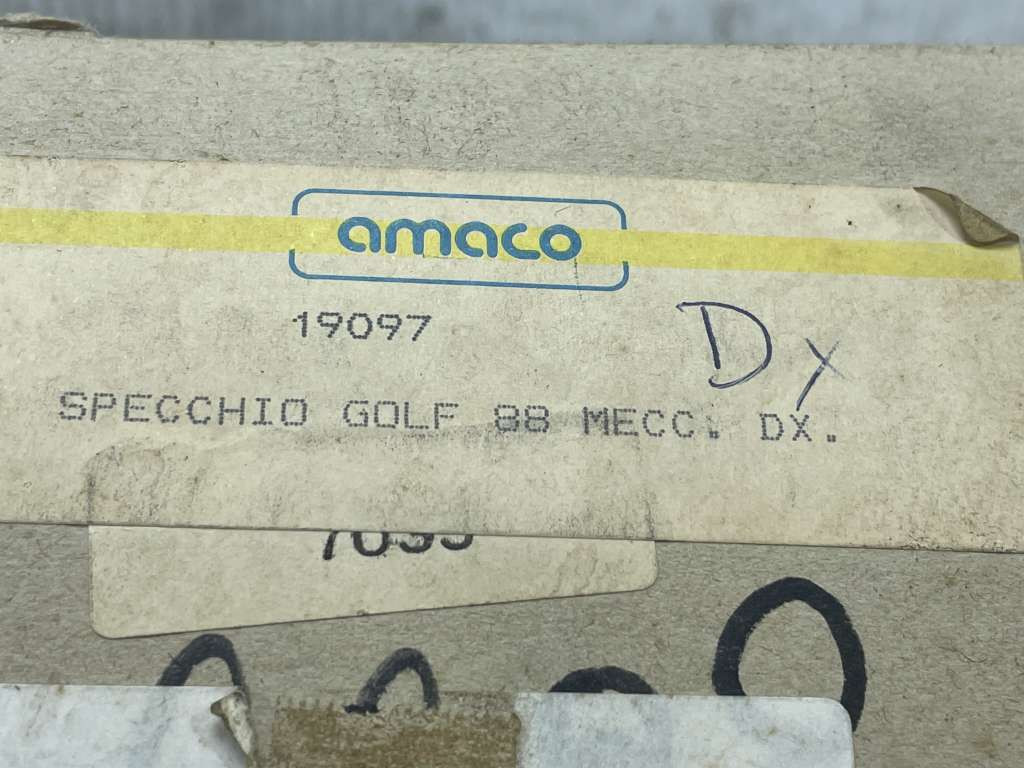 amaco
19097
Dx
SPECCHIO GOLF 88 MECC. DX.